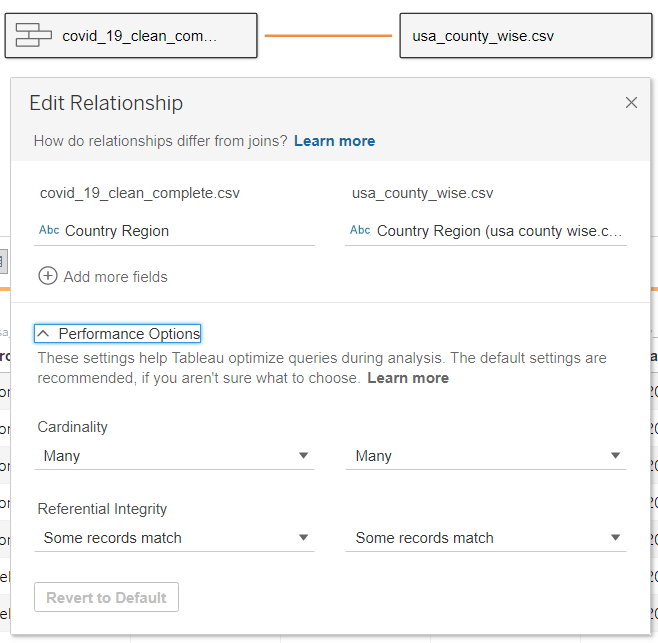 covid_19_clean_com…
usa_county_wise.csv
Edit Relationship
How do relationships differ from joins? Learn more
covid_19_clean_complete.csv
usa_county_wise.csv
Abc Country Region
Abc Country Region (usa county wise.c…
Add more fields
Performance Options
These settings help Tableau optimize queries during analysis. The default settings are
recommended, if you aren't sure what to choose. Learn more
Cardinality
Many
Many
Referential Integrity
Some records match
Some records match
Revert to Default